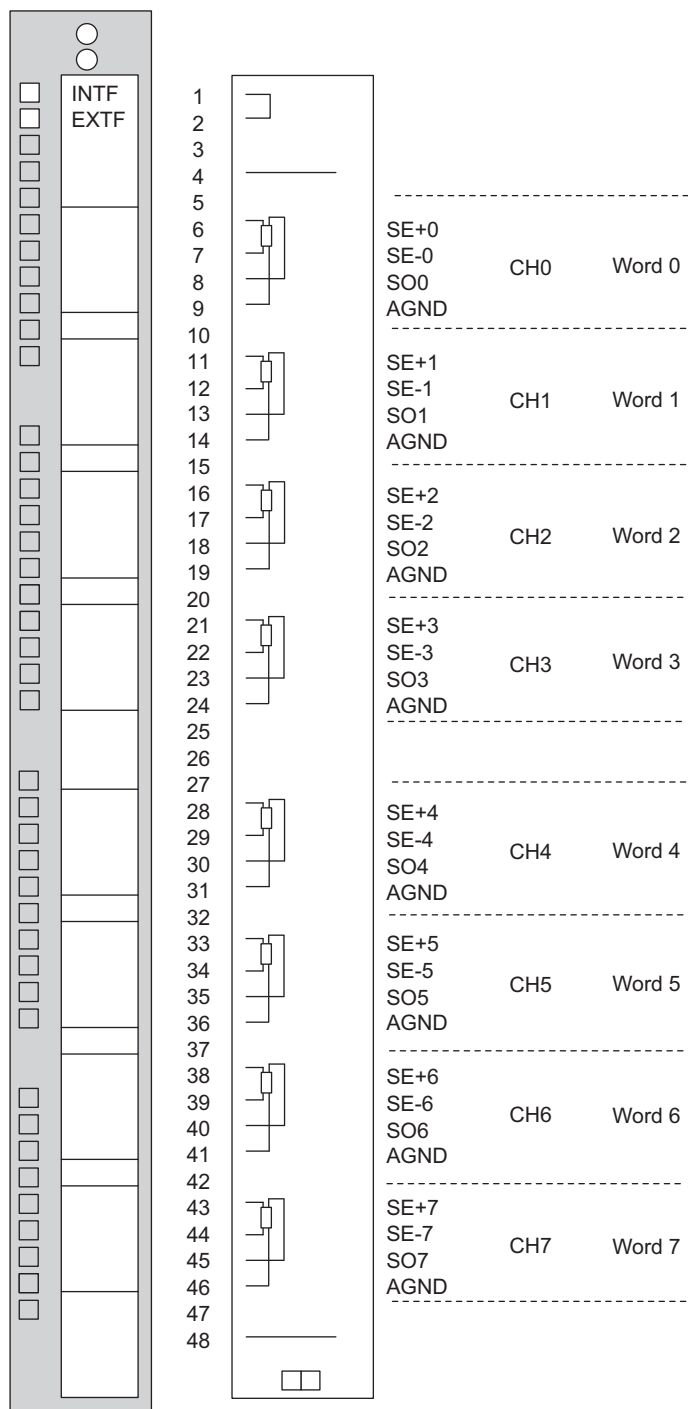 INTF
EXTF
1
2
3
4
5
6 SE+0
7 SE-0
8 SO0 CH0 Word 0
9 AGND
10
11 SE+1
12 SE-1
13 SO1 CH1 Word 1
14 AGND
15
16 SE+2
17 SE-2
18 SO2 CH2 Word 2
19 AGND
20
21 SE+3
22 SE-3
23 SO3 CH3 Word 3
24 AGND
25
26
27
28 SE+4
29 SE-4
30 SO4 CH4 Word 4
31 AGND
32
33 SE+5
34 SE-5
35 SO5 CH5 Word 5
36 AGND
37
38 SE+6
39 SE-6
40 SO6 CH6 Word 6
41 AGND
42
43 SE+7
44 SE-7
45 SO7 CH7 Word 7
46 AGND
47
48